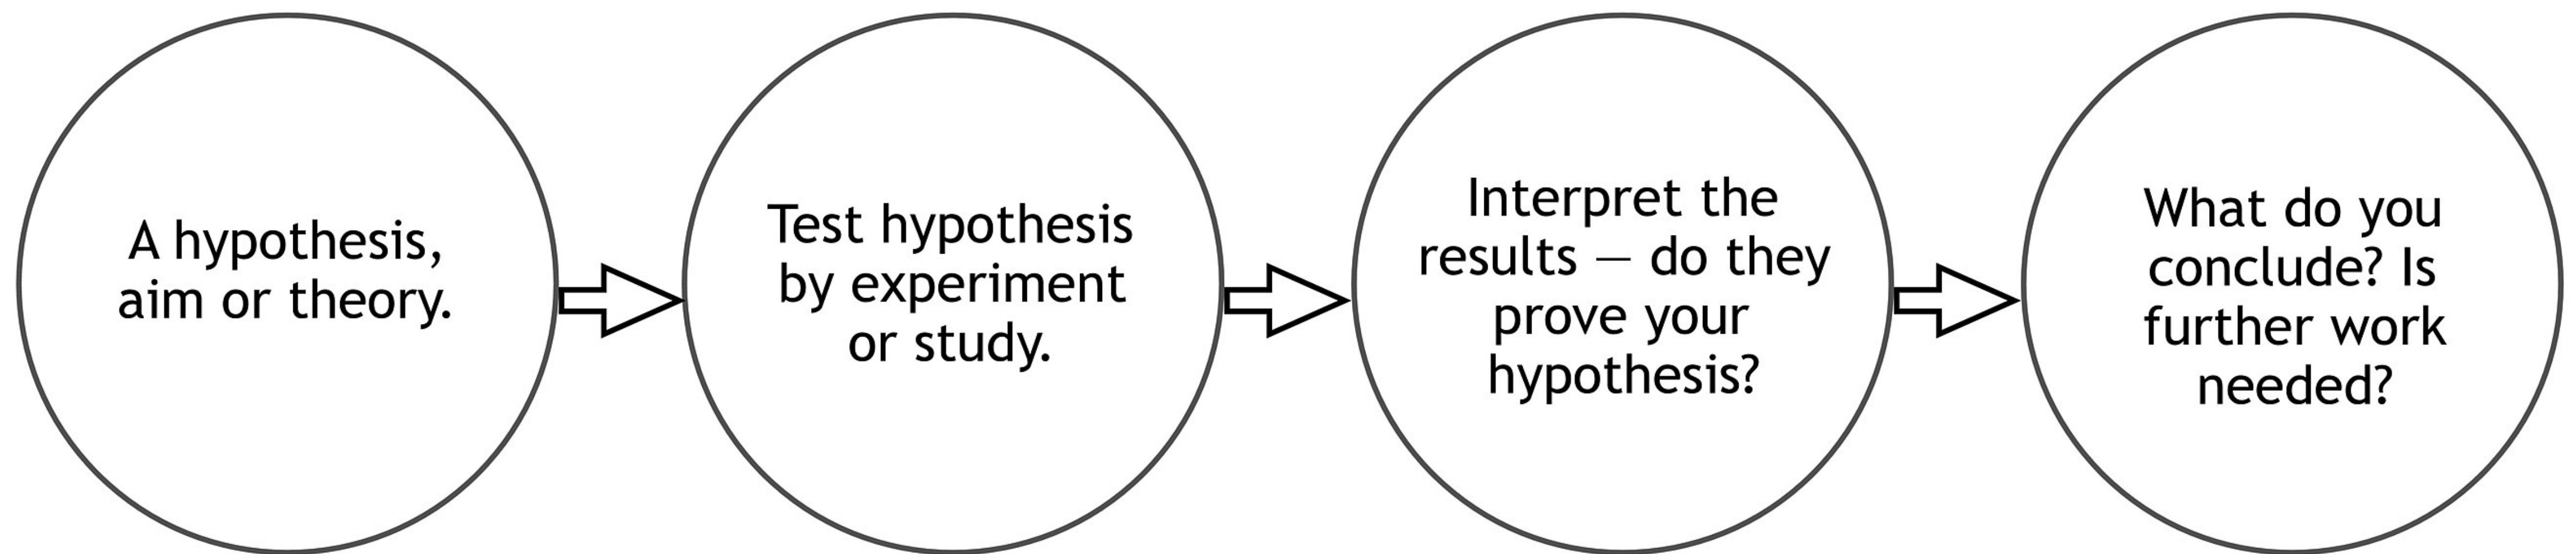 A hypothesis,
aim or theory.
Test hypothesis
by experiment
or study.
Interpret the
results – do they
prove your
hypothesis?
What do you
conclude? Is
further work
needed?